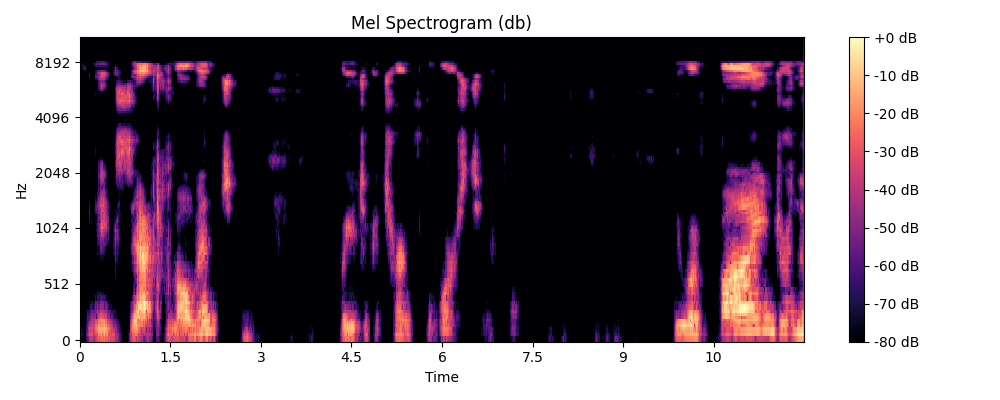 Mel Spectrogram (db)
+0 dB
8192
-10 dB
-20 dB
4096
-30 dB
2048
-40 dB
Hz
1024
-50 dB
-60 dB
512
-70 dB
0
-80 dB
0 1.5 3 4.5 6 7.5 9 10
Time